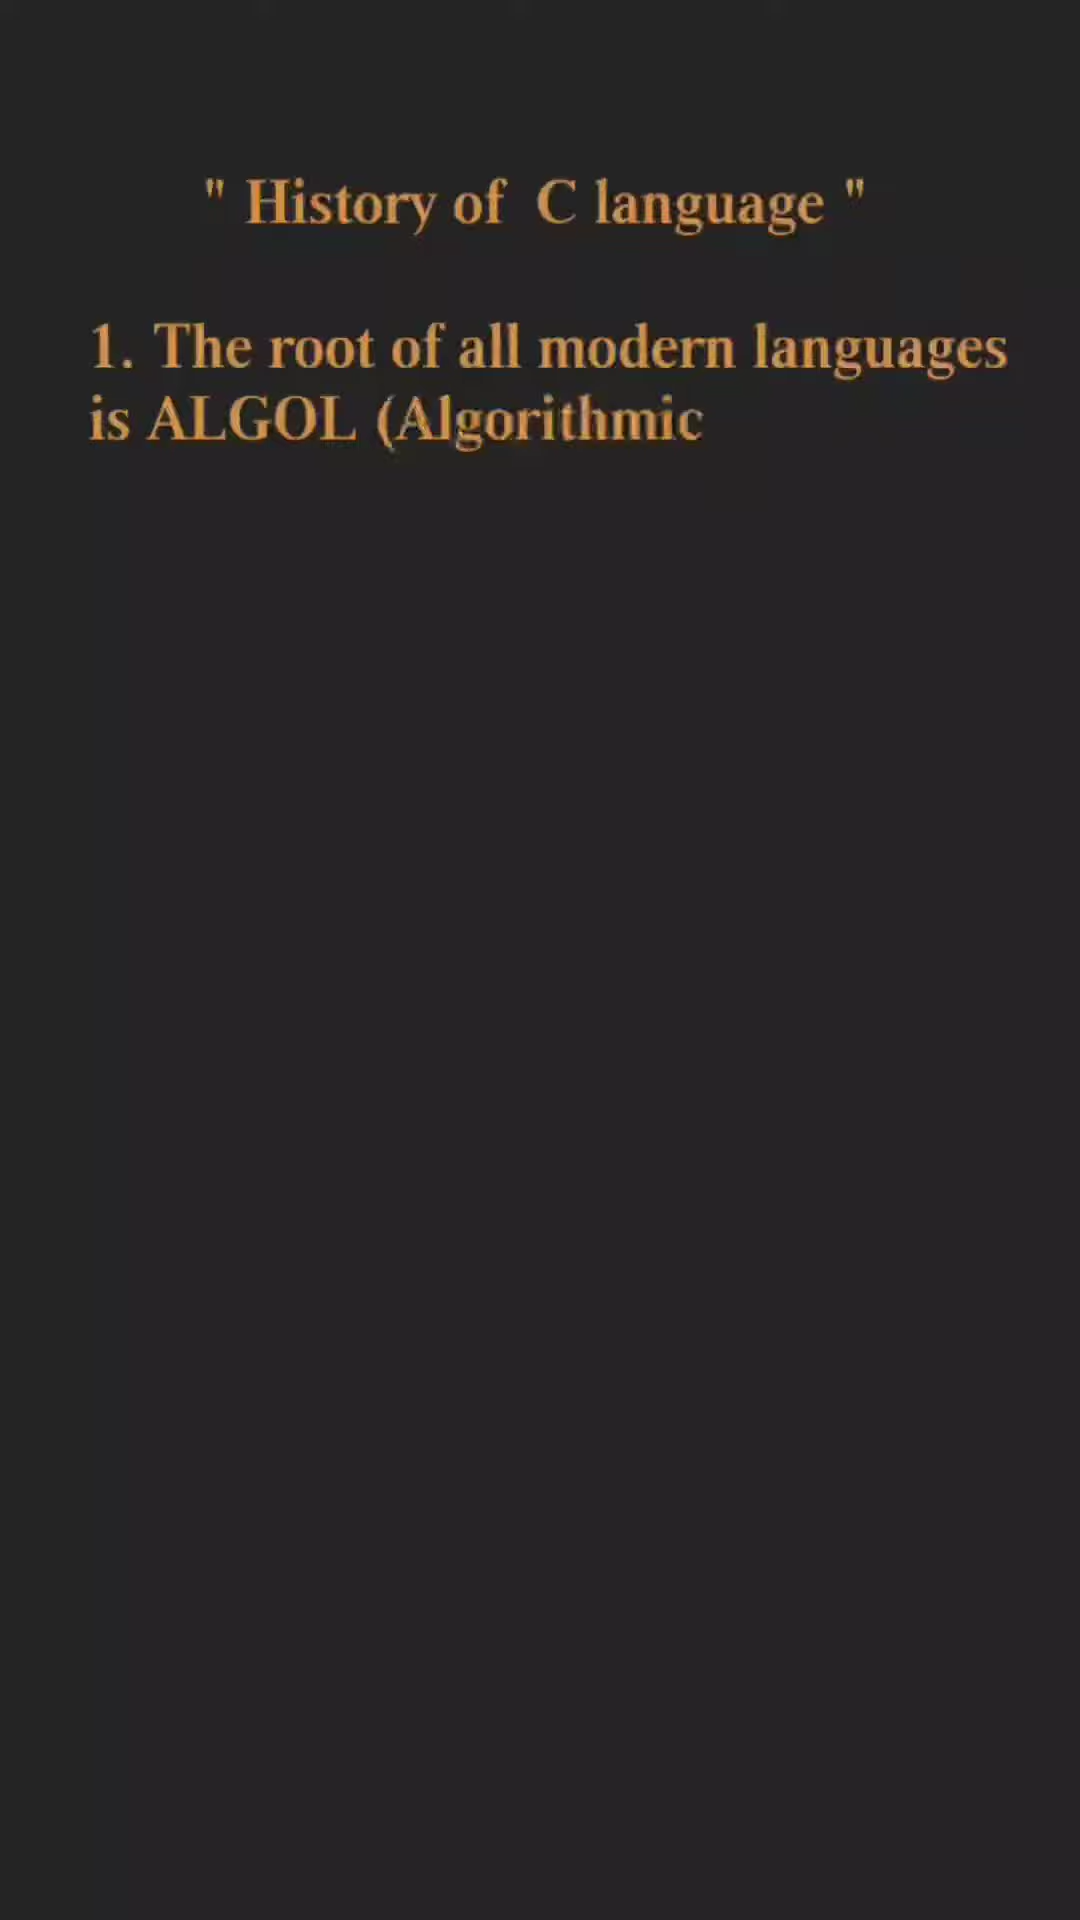 " History of C language "
1. The root of all modern languages
is ALGOL (Algorithmic